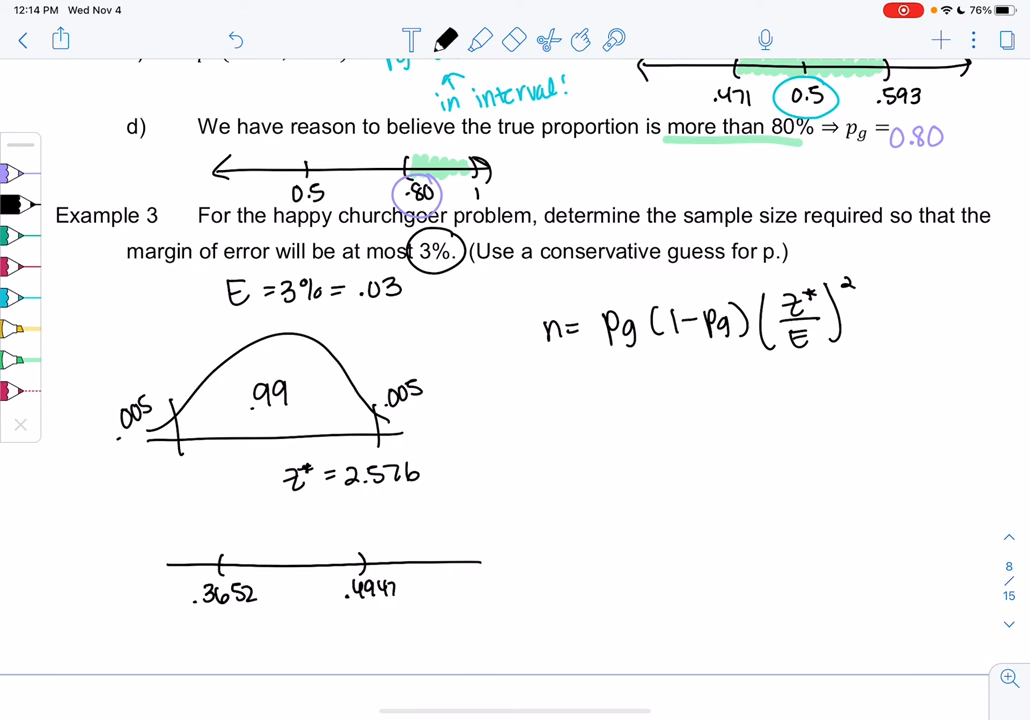 12:14 PM Wed Nov 4
76%
in interval!
.471 0.5 .593
d) We have reason to believe the true proportion is more than 80% ⇒ pg = 0.80
0.5 .80 1
Example 3 For the happy churchgoer problem, determine the sample size required so that the
margin of error will be at most 3%. (Use a conservative guess for p.)
E = 3% = .03
n = pg (1 - pg) (z*/E)²
.005 .99 .005
z* = 2.576
.3652 .4947
8
/
15